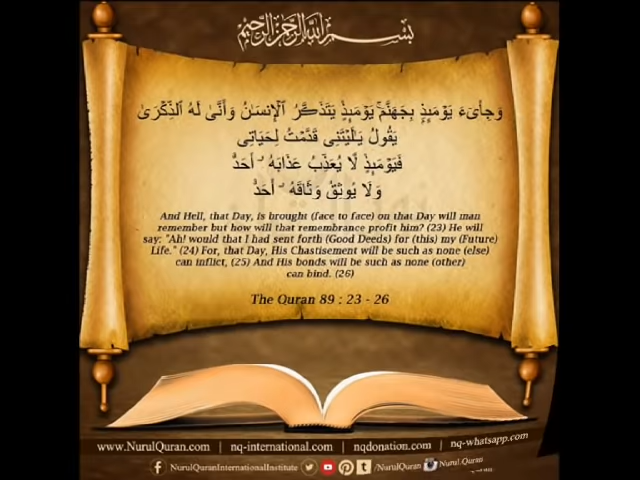 بسم الله الرحمن الرحيم
وَجِا۟ىٓءَ يَوْمَئِذٍۭ بِجَهَنَّمَ ۚ يَوْمَئِذٍ يَتَذَكَّرُ ٱلْإِنسَـٰنُ وَأَنَّىٰ لَهُ ٱلذِّكْرَىٰ
يَقُولُ يَـٰلَيْتَنِى قَدَّمْتُ لِحَيَاتِى
فَيَوْمَئِذٍ لَّا يُعَذِّبُ عَذَابَهُۥٓ أَحَدٌ
وَلَا يُوثِقُ وَثَاقَهُۥٓ أَحَدٌ
And Hell, that Day, is brought (face to face) on that Day will man
remember but how will that remembrance profit him? (23) He will
say: "Ah! would that I had sent forth (Good Deeds) for (this) my (Future)
Life." (24) For, that Day, His Chastisement will be such as none (else)
can inflict, (25) And His bonds will be such as none (other)
can bind. (26)
The Quran 89 : 23 - 26
www.NurulQuran.com | nq-international.com | nqdonation.com | nq-whatsapp.com
NurulQuranInternationalInstitute /NurulQuran Nurul.Quran